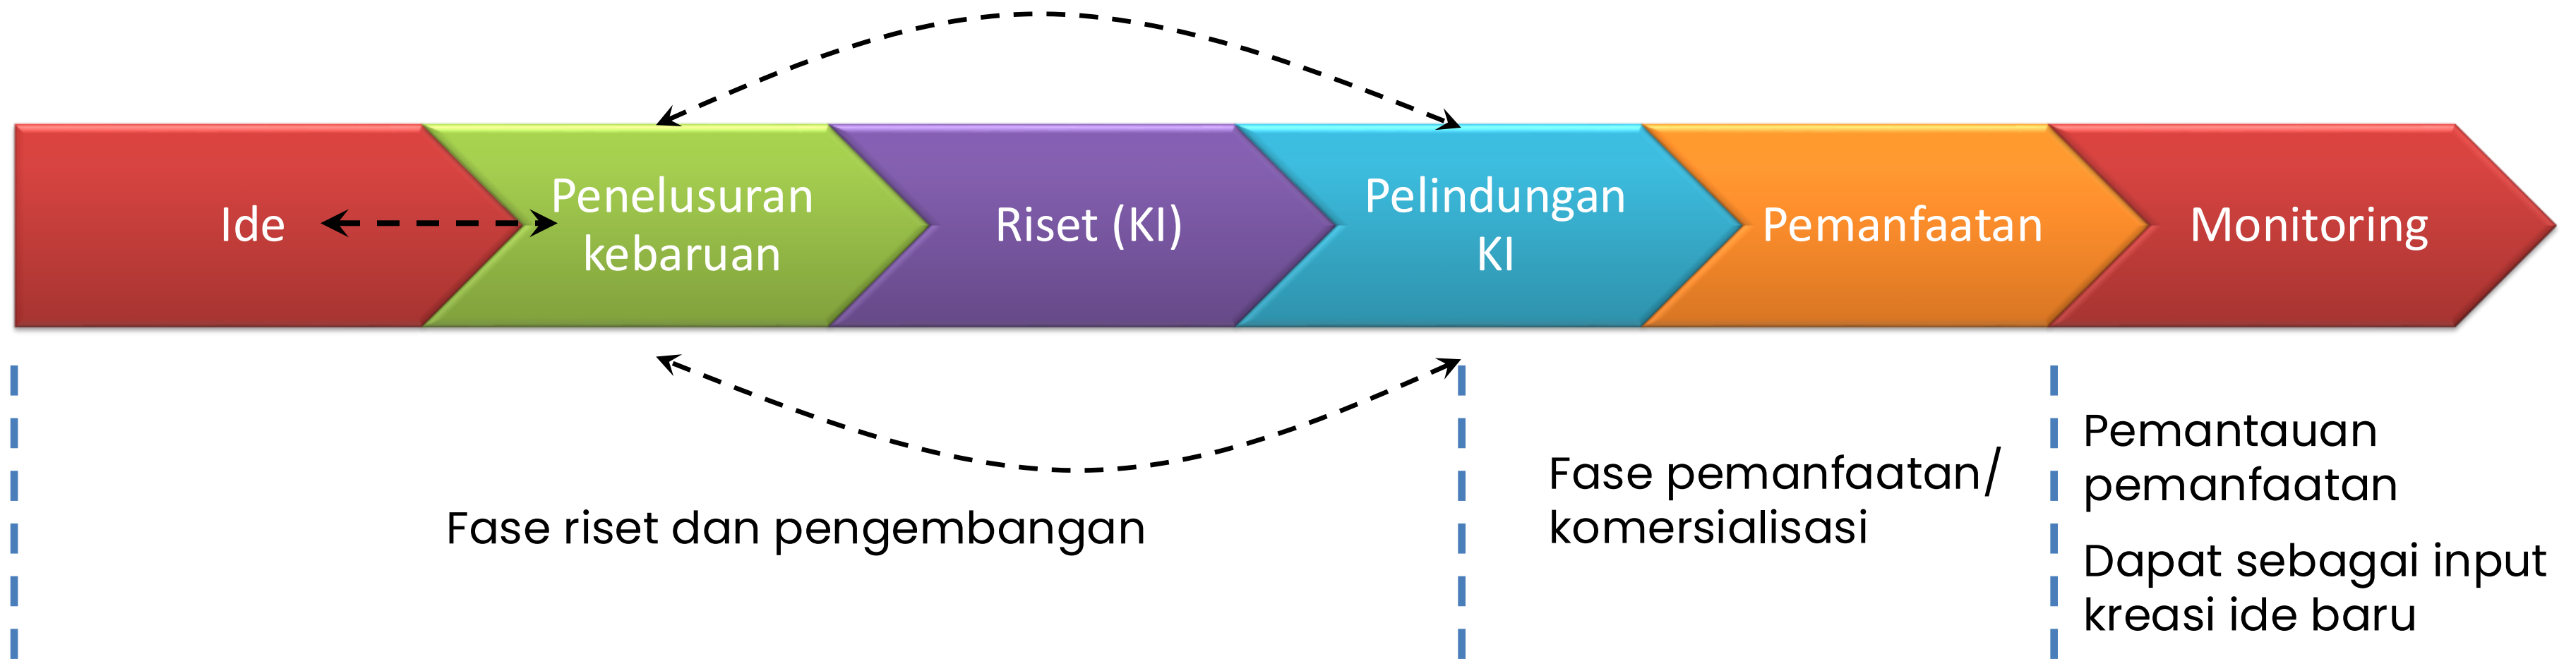 Ide
Penelusuran
kebaruan
Riset (KI)
Pelindungan
KI
Pemanfaatan
Monitoring
Fase riset dan pengembangan
Fase pemanfaatan/
komersialisasi
Pemantauan
pemanfaatan
Dapat sebagai input
kreasi ide baru